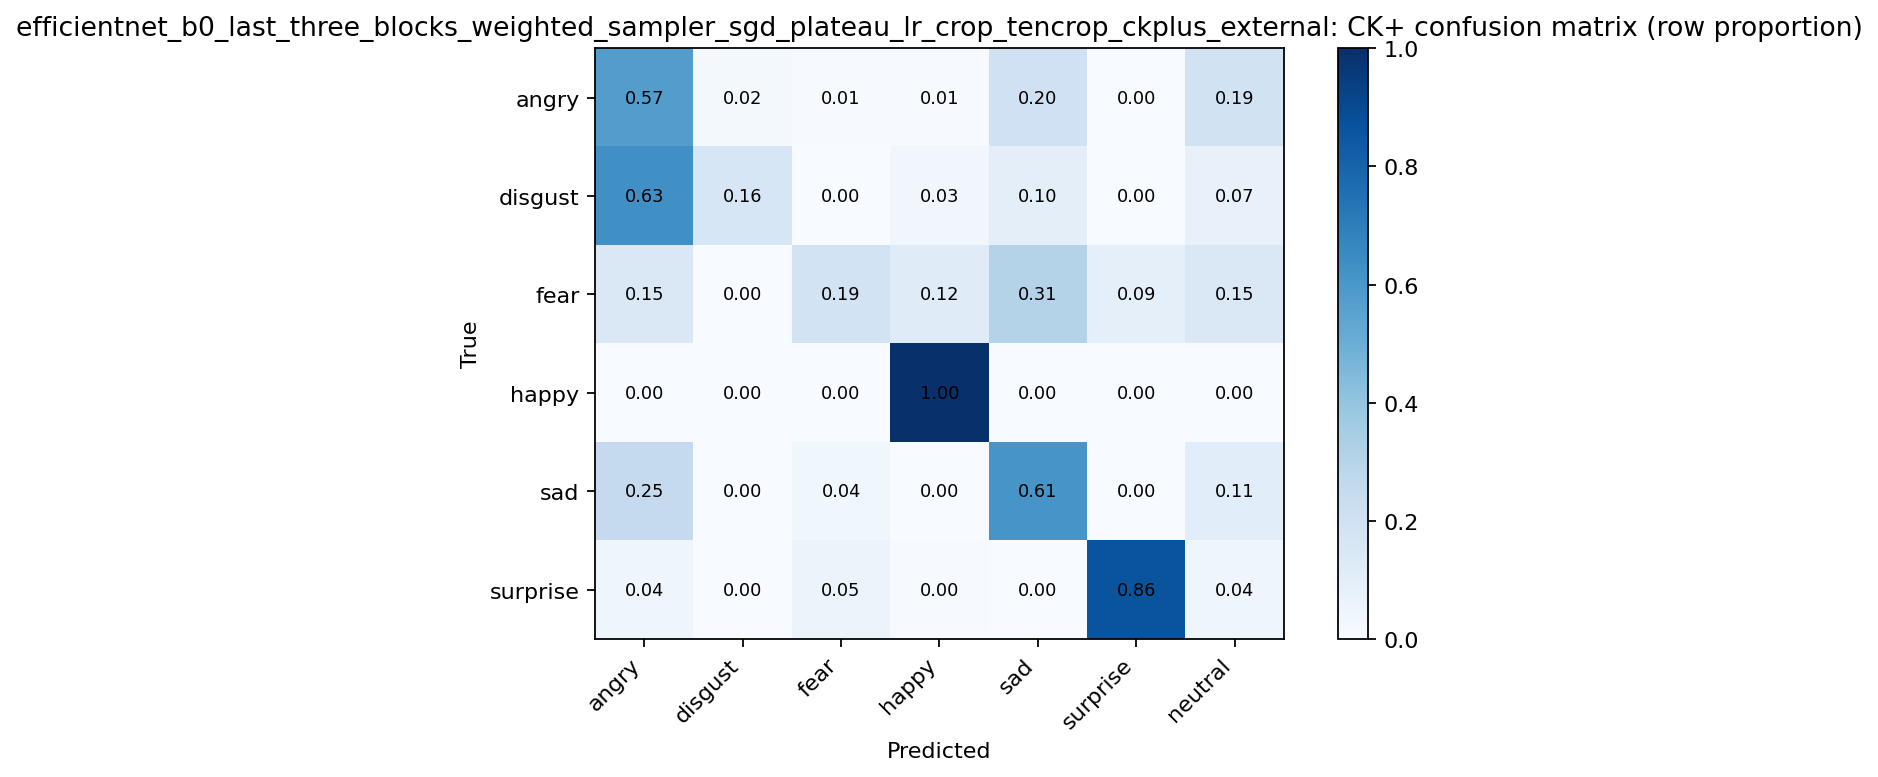 efficientnet_b0_last_three_blocks_weighted_sampler_sgd_plateau_lr_crop_tencrop_ckplus_external: CK+ confusion matrix (row proportion)
angry 0.57 0.02 0.01 0.01 0.20 0.00 0.19
disgust 0.63 0.16 0.00 0.03 0.10 0.00 0.07
fear 0.15 0.00 0.19 0.12 0.31 0.09 0.15
happy 0.00 0.00 0.00 1.00 0.00 0.00 0.00
sad 0.25 0.00 0.04 0.00 0.61 0.00 0.11
surprise 0.04 0.00 0.05 0.00 0.00 0.86 0.04
True
angry disgust fear happy sad surprise neutral
Predicted
1.0
0.8
0.6
0.4
0.2
0.0